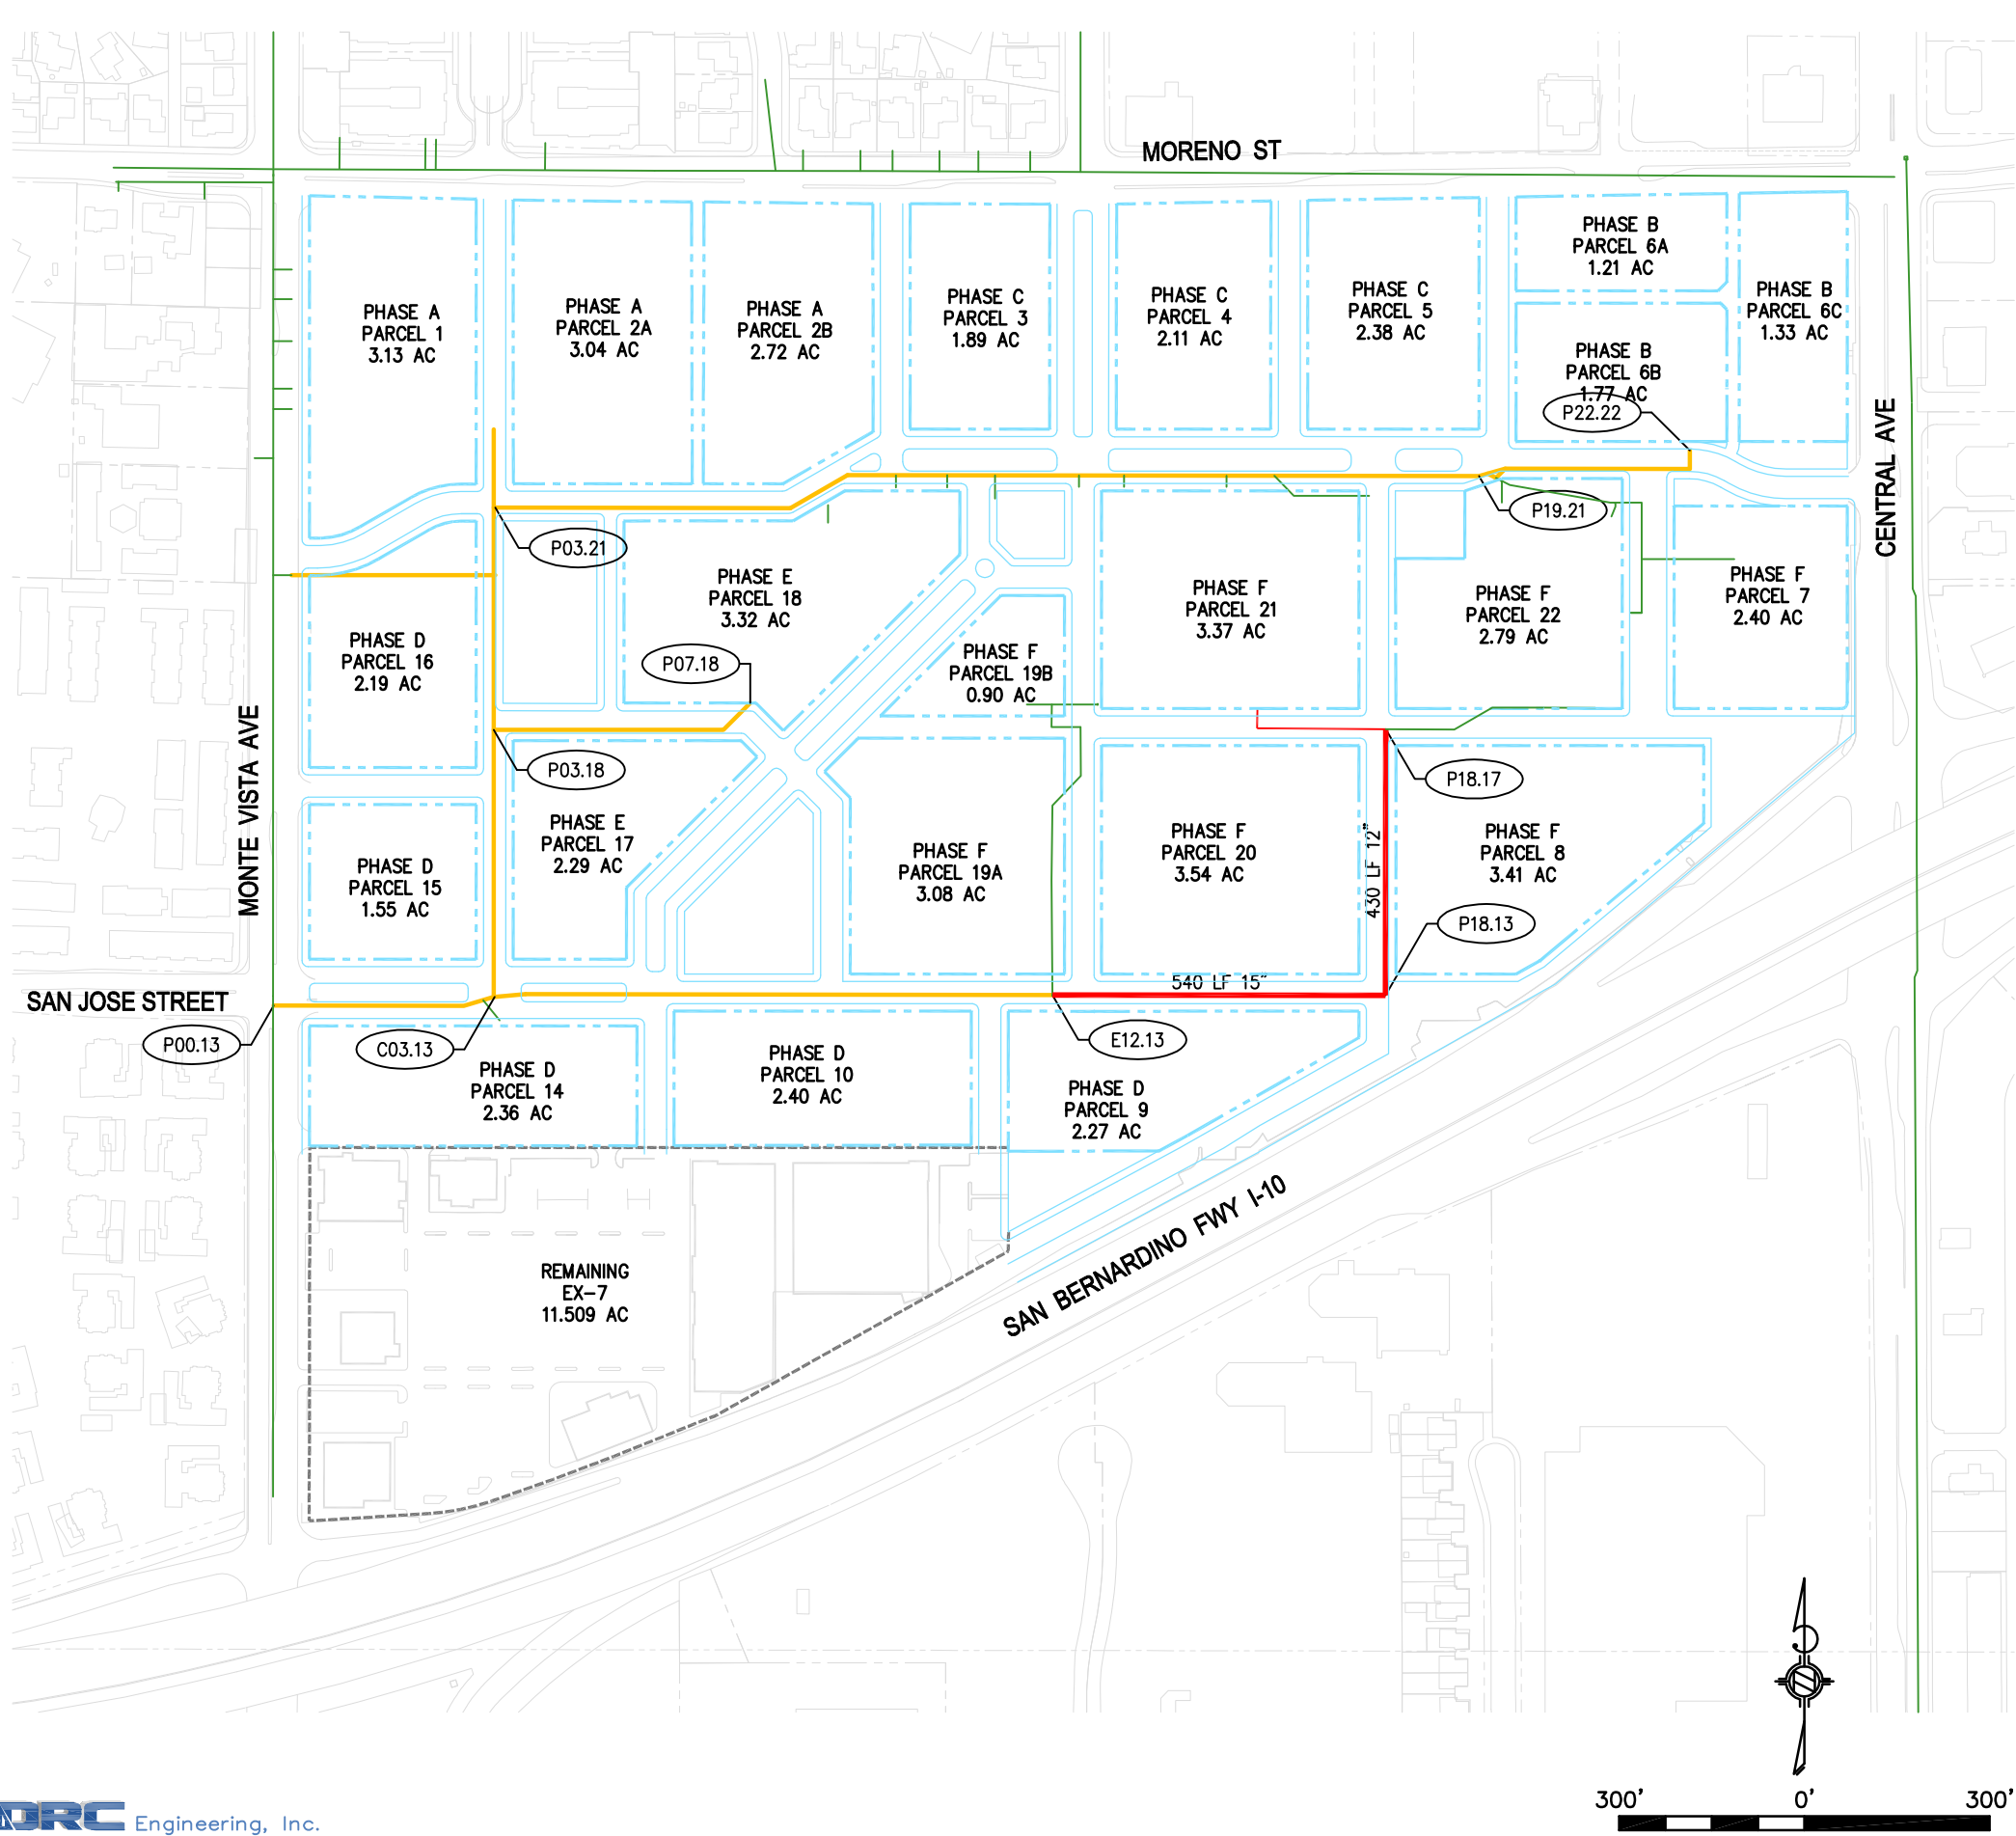 MORENO ST
PHASE A
PARCEL 1
3.13 AC
PHASE A
PARCEL 2A
3.04 AC
PHASE A
PARCEL 2B
2.72 AC
PHASE C
PARCEL 3
1.89 AC
PHASE C
PARCEL 4
2.11 AC
PHASE C
PARCEL 5
2.38 AC
PHASE B
PARCEL 6A
1.21 AC
PHASE B
PARCEL 6C
1.33 AC
PHASE B
PARCEL 6B
1.77 AC
P22.22
CENTRAL AVE
P19.21
P03.21
PHASE E
PARCEL 18
3.32 AC
PHASE F
PARCEL 21
3.37 AC
PHASE F
PARCEL 22
2.79 AC
PHASE F
PARCEL 7
2.40 AC
PHASE D
PARCEL 16
2.19 AC
P07.18
PHASE F
PARCEL 19B
0.90 AC
MONTE VISTA AVE
P03.18
P18.17
PHASE E
PARCEL 17
2.29 AC
PHASE F
PARCEL 19A
3.08 AC
PHASE F
PARCEL 20
3.54 AC
430 LF 12"
PHASE F
PARCEL 8
3.41 AC
PHASE D
PARCEL 15
1.55 AC
P18.13
540 LF 15"
SAN JOSE STREET
P00.13
C03.13
E12.13
PHASE D
PARCEL 14
2.36 AC
PHASE D
PARCEL 10
2.40 AC
PHASE D
PARCEL 9
2.27 AC
SAN BERNARDINO FWY I-10
REMAINING
EX-7
11.509 AC
300' 0' 300'
DRC Engineering, Inc.